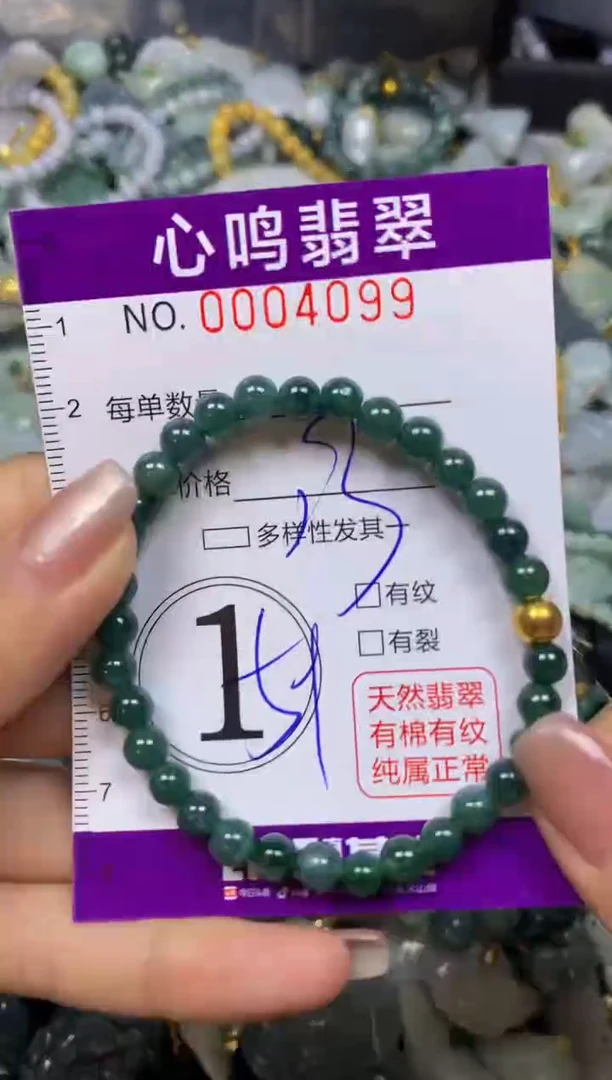 心鸣翡翠
NO. 0004099
1
2
每单数
价格
多样性发其一
有纹
有裂
1
天然翡翠
有棉有纹
纯属正常
6
7